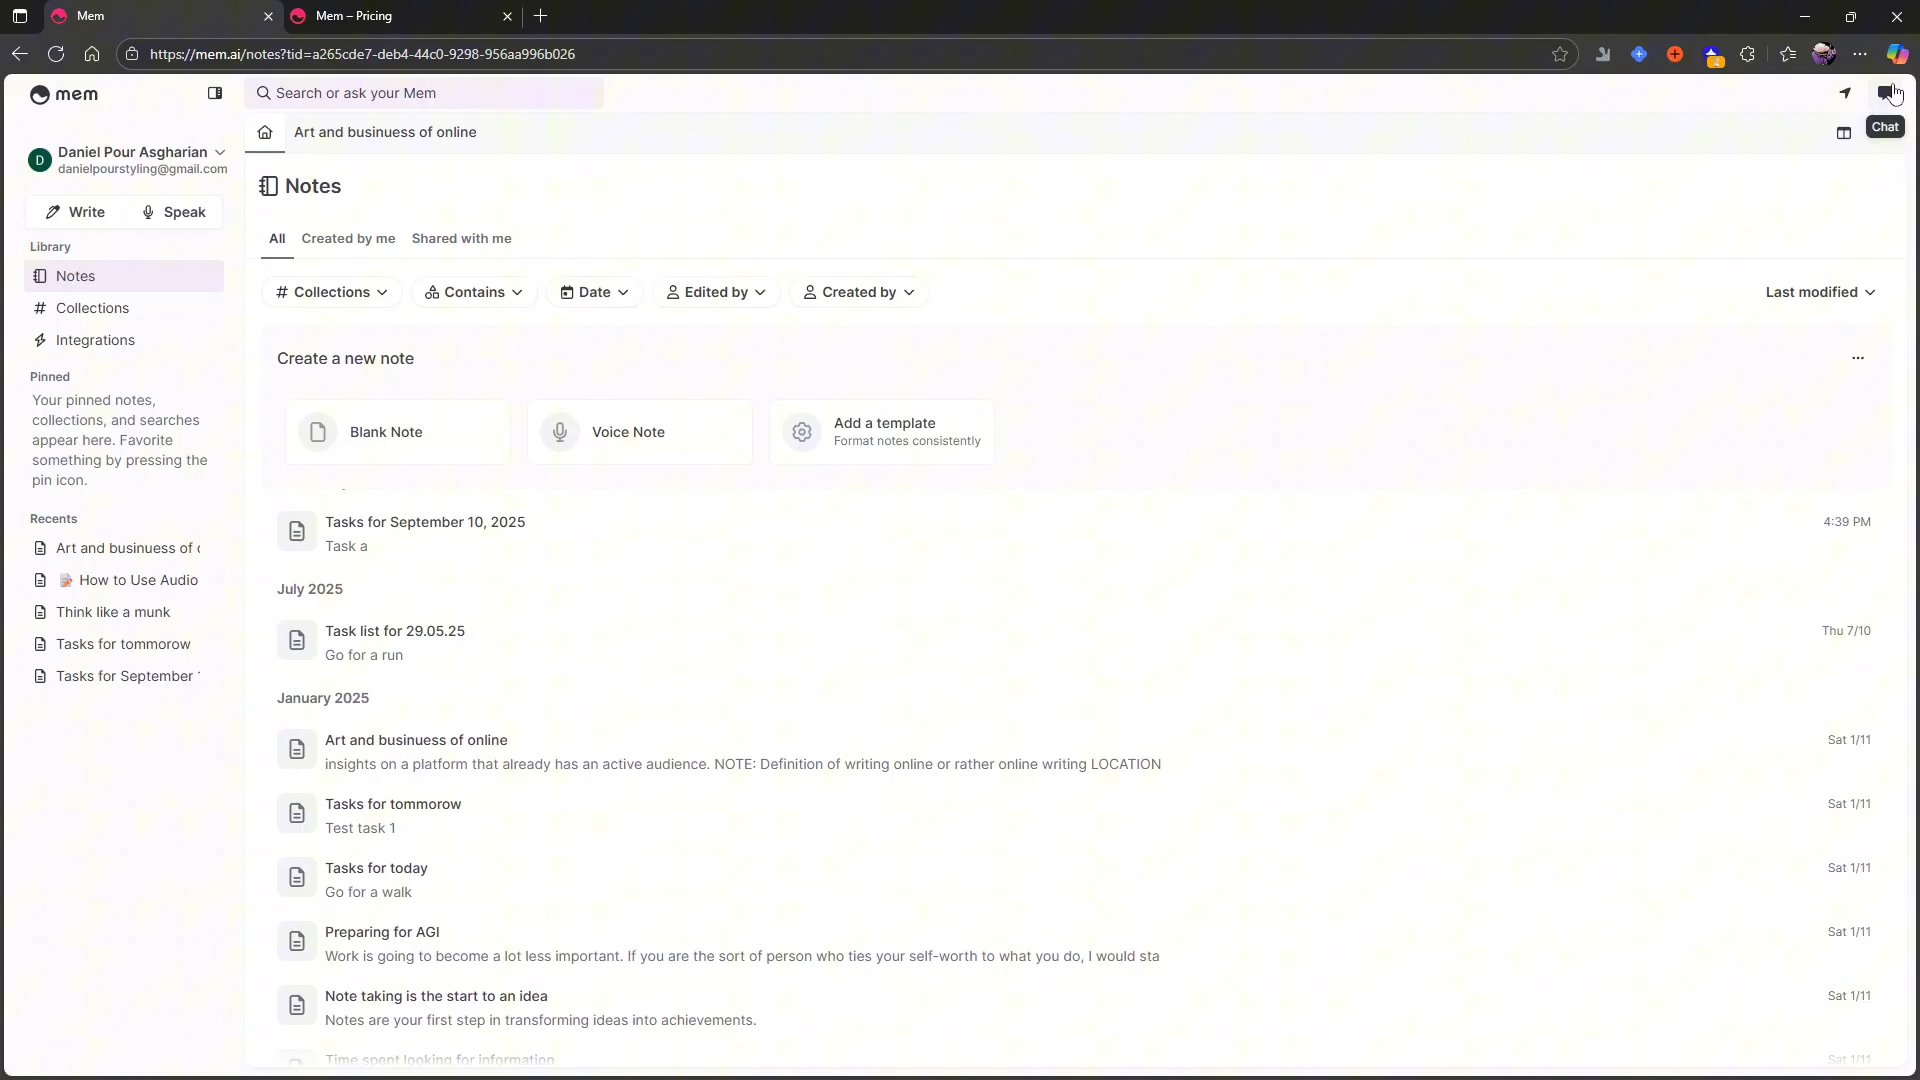 Mem
Mem – Pricing
https://mem.ai/notes?tid=a265cde7-deb4-44c0-9298-956aa996b026
2
mem
Search or ask your Mem
Chat
Art and businuess of online
D
Daniel Pour Asgharian
danielpourstyling@gmail.com
Write
Speak
Library
Notes
Collections
Integrations
Pinned
Your pinned notes,
collections, and searches
appear here. Favorite
something by pressing the
pin icon.
Recents
Art and businuess of
How to Use Audio
Think like a munk
Tasks for tommorow
Tasks for September
Notes
All
Created by me
Shared with me
# Collections
Contains
Date
Edited by
Created by
Last modified
Create a new note
...
Blank Note
Voice Note
Add a template
Format notes consistently
Tasks for September 10, 2025
4:39 PM
Task a
July 2025
Task list for 29.05.25
Thu 7/10
Go for a run
January 2025
Art and businuess of online
Sat 1/11
insights on a platform that already has an active audience. NOTE: Definition of writing online or rather online writing LOCATION
Tasks for tommorow
Sat 1/11
Test task 1
Tasks for today
Sat 1/11
Go for a walk
Preparing for AGI
Sat 1/11
Work is going to become a lot less important. If you are the sort of person who ties your self-worth to what you do, I would sta
Note taking is the start to an idea
Sat 1/11
Notes are your first step in transforming ideas into achievements.
Time spent looking for information
Sat 1/11